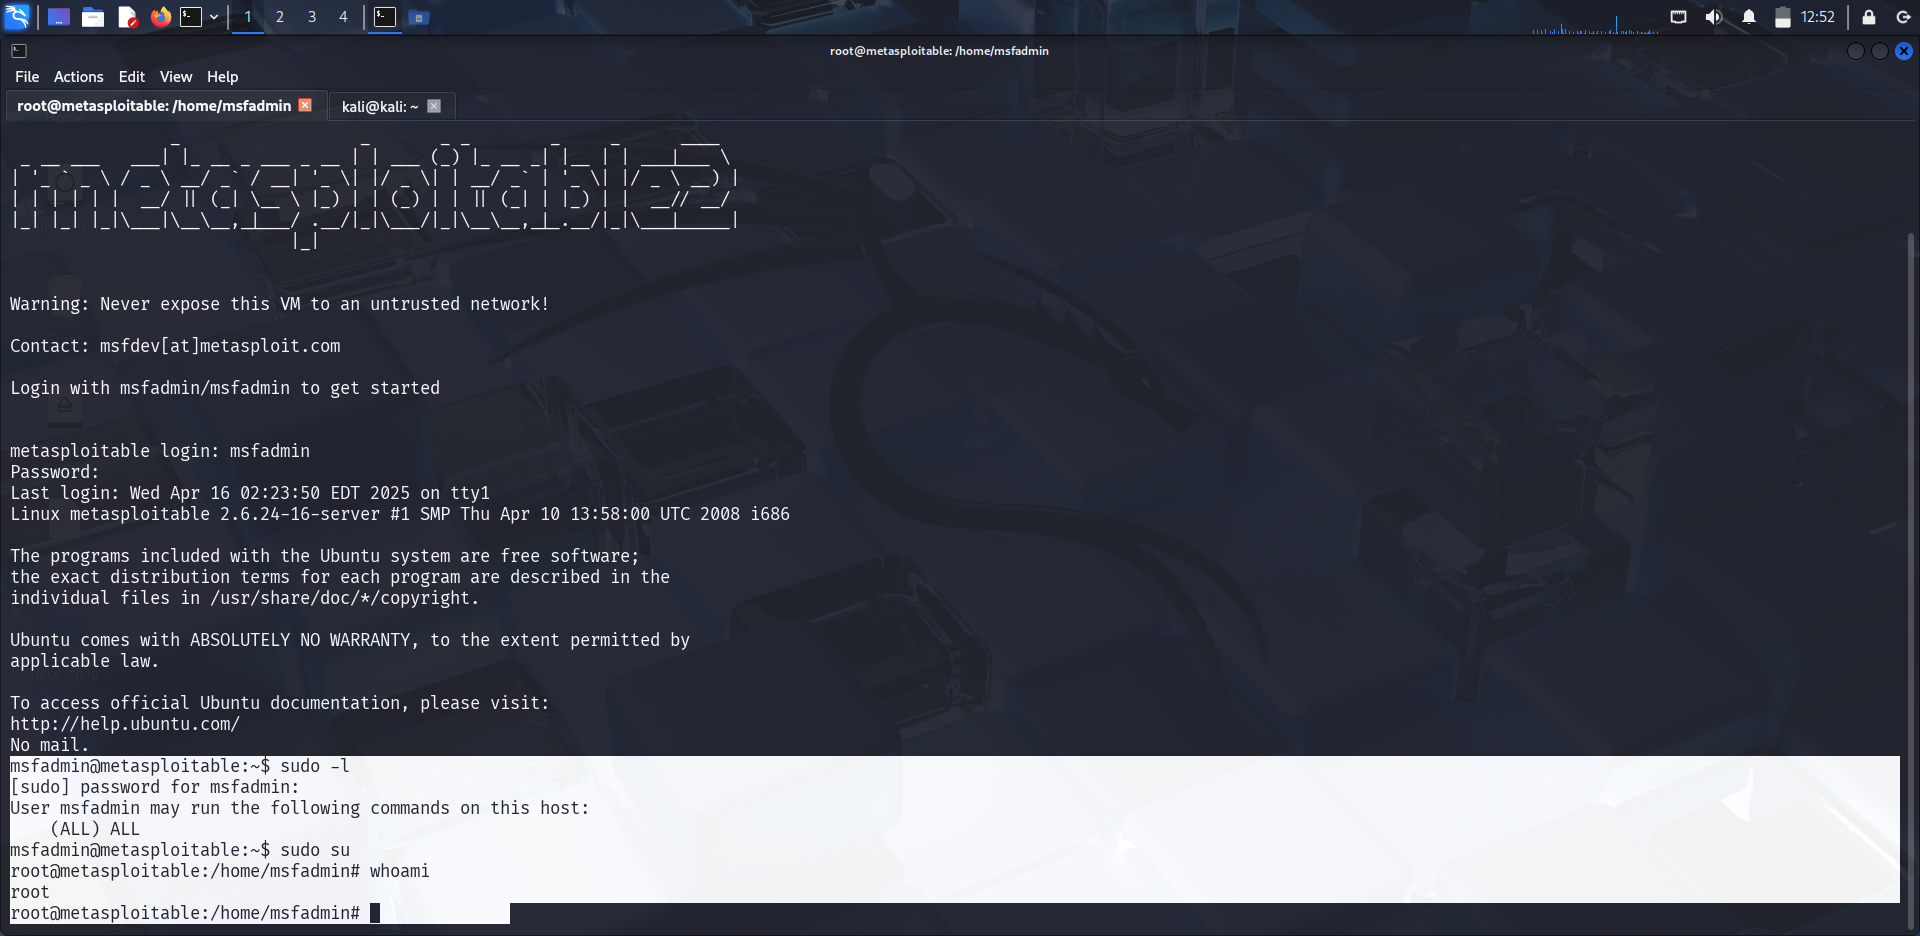 1 2 3 4 12:52
root@metasploitable: /home/msfadmin
File Actions Edit View Help
root@metasploitable: /home/msfadmin kali@kali: ~
metasploitable2
Warning: Never expose this VM to an untrusted network!
Contact: msfdev[at]metasploit.com
Login with msfadmin/msfadmin to get started
metasploitable login: msfadmin
Password:
Last login: Wed Apr 16 02:23:50 EDT 2025 on tty1
Linux metasploitable 2.6.24-16-server #1 SMP Thu Apr 10 13:58:00 UTC 2008 i686
The programs included with the Ubuntu system are free software;
the exact distribution terms for each program are described in the
individual files in /usr/share/doc/*/copyright.
Ubuntu comes with ABSOLUTELY NO WARRANTY, to the extent permitted by
applicable law.
To access official Ubuntu documentation, please visit:
http://help.ubuntu.com/
No mail.
msfadmin@metasploitable:~$ sudo -l
[sudo] password for msfadmin:
User msfadmin may run the following commands on this host:
(ALL) ALL
msfadmin@metasploitable:~$ sudo su
root@metasploitable:/home/msfadmin# whoami
root
root@metasploitable:/home/msfadmin#